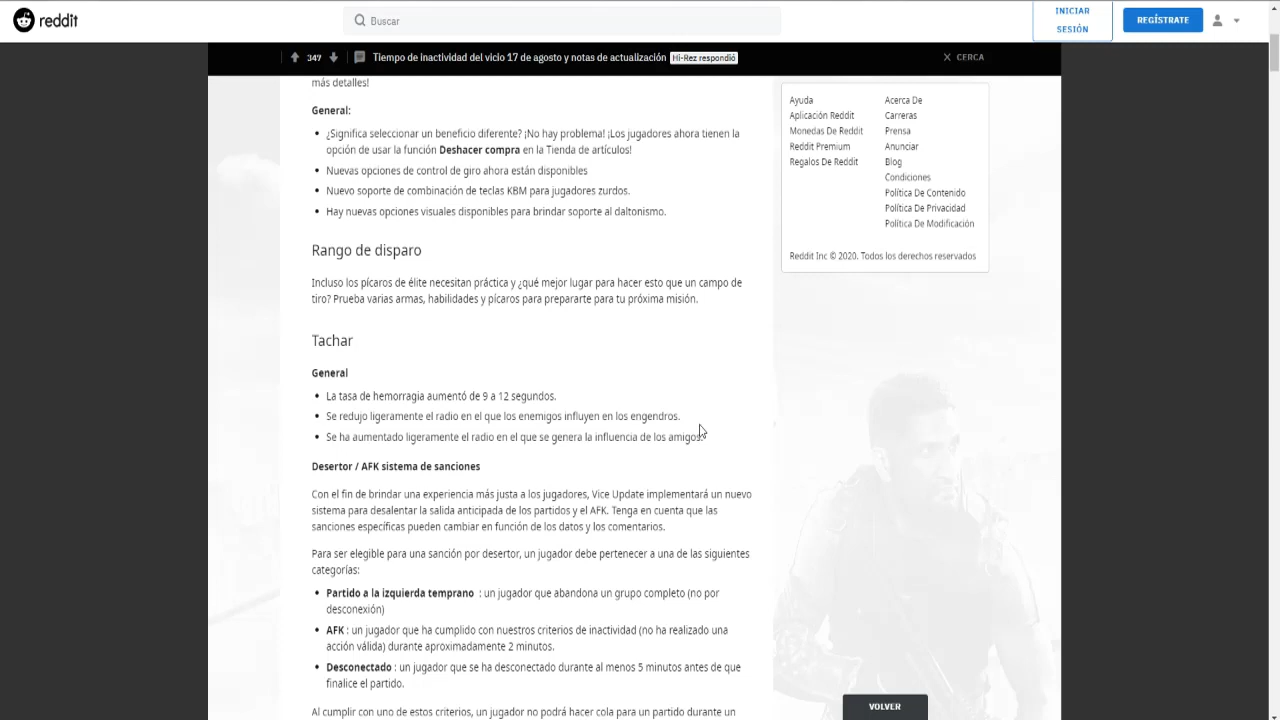 reddit
Buscar
INICIAR
SESIÓN
REGÍSTRATE
347
Tiempo de inactividad del vicio 17 de agosto y notas de actualización Hi-Rez respondió
CERCA
más detalles!
General:
• ¿Significa seleccionar un beneficio diferente? ¡No hay problema! ¡Los jugadores ahora tienen la
opción de usar la función Deshacer compra en la Tienda de artículos!
• Nuevas opciones de control de giro ahora están disponibles
• Nuevo soporte de combinación de teclas KBM para jugadores zurdos.
• Hay nuevas opciones visuales disponibles para brindar soporte al daltonismo.
Rango de disparo
Incluso los pícaros de élite necesitan práctica y ¿qué mejor lugar para hacer esto que un campo de
tiro? Prueba varias armas, habilidades y pícaros para prepararte para tu próxima misión.
Tachar
General
• La tasa de hemorragia aumentó de 9 a 12 segundos.
• Se redujo ligeramente el radio en el que los enemigos influyen en los engendros.
• Se ha aumentado ligeramente el radio en el que se genera la influencia de los amigos.
Desertor / AFK sistema de sanciones
Con el fin de brindar una experiencia más justa a los jugadores, Vice Update implementará un nuevo
sistema para desalentar la salida anticipada de los partidos y el AFK. Tenga en cuenta que las
sanciones específicas pueden cambiar en función de los datos y los comentarios.
Para ser elegible para una sanción por desertor, un jugador debe pertenecer a una de las siguientes
categorías:
• Partido a la izquierda temprano : un jugador que abandona un grupo completo (no por
desconexión)
• AFK : un jugador que ha cumplido con nuestros criterios de inactividad (no ha realizado una
acción válida) durante aproximadamente 2 minutos.
• Desconectado : un jugador que se ha desconectado durante al menos 5 minutos antes de que
finalice el partido.
Al cumplir con uno de estos criterios, un jugador no podrá hacer cola para un partido durante un
Ayuda
Aplicación Reddit
Monedas De Reddit
Reddit Premium
Regalos De Reddit
Acerca De
Carreras
Prensa
Anunciar
Blog
Condiciones
Política De Contenido
Política De Privacidad
Política De Modificación
Reddit Inc © 2020. Todos los derechos reservados
VOLVER